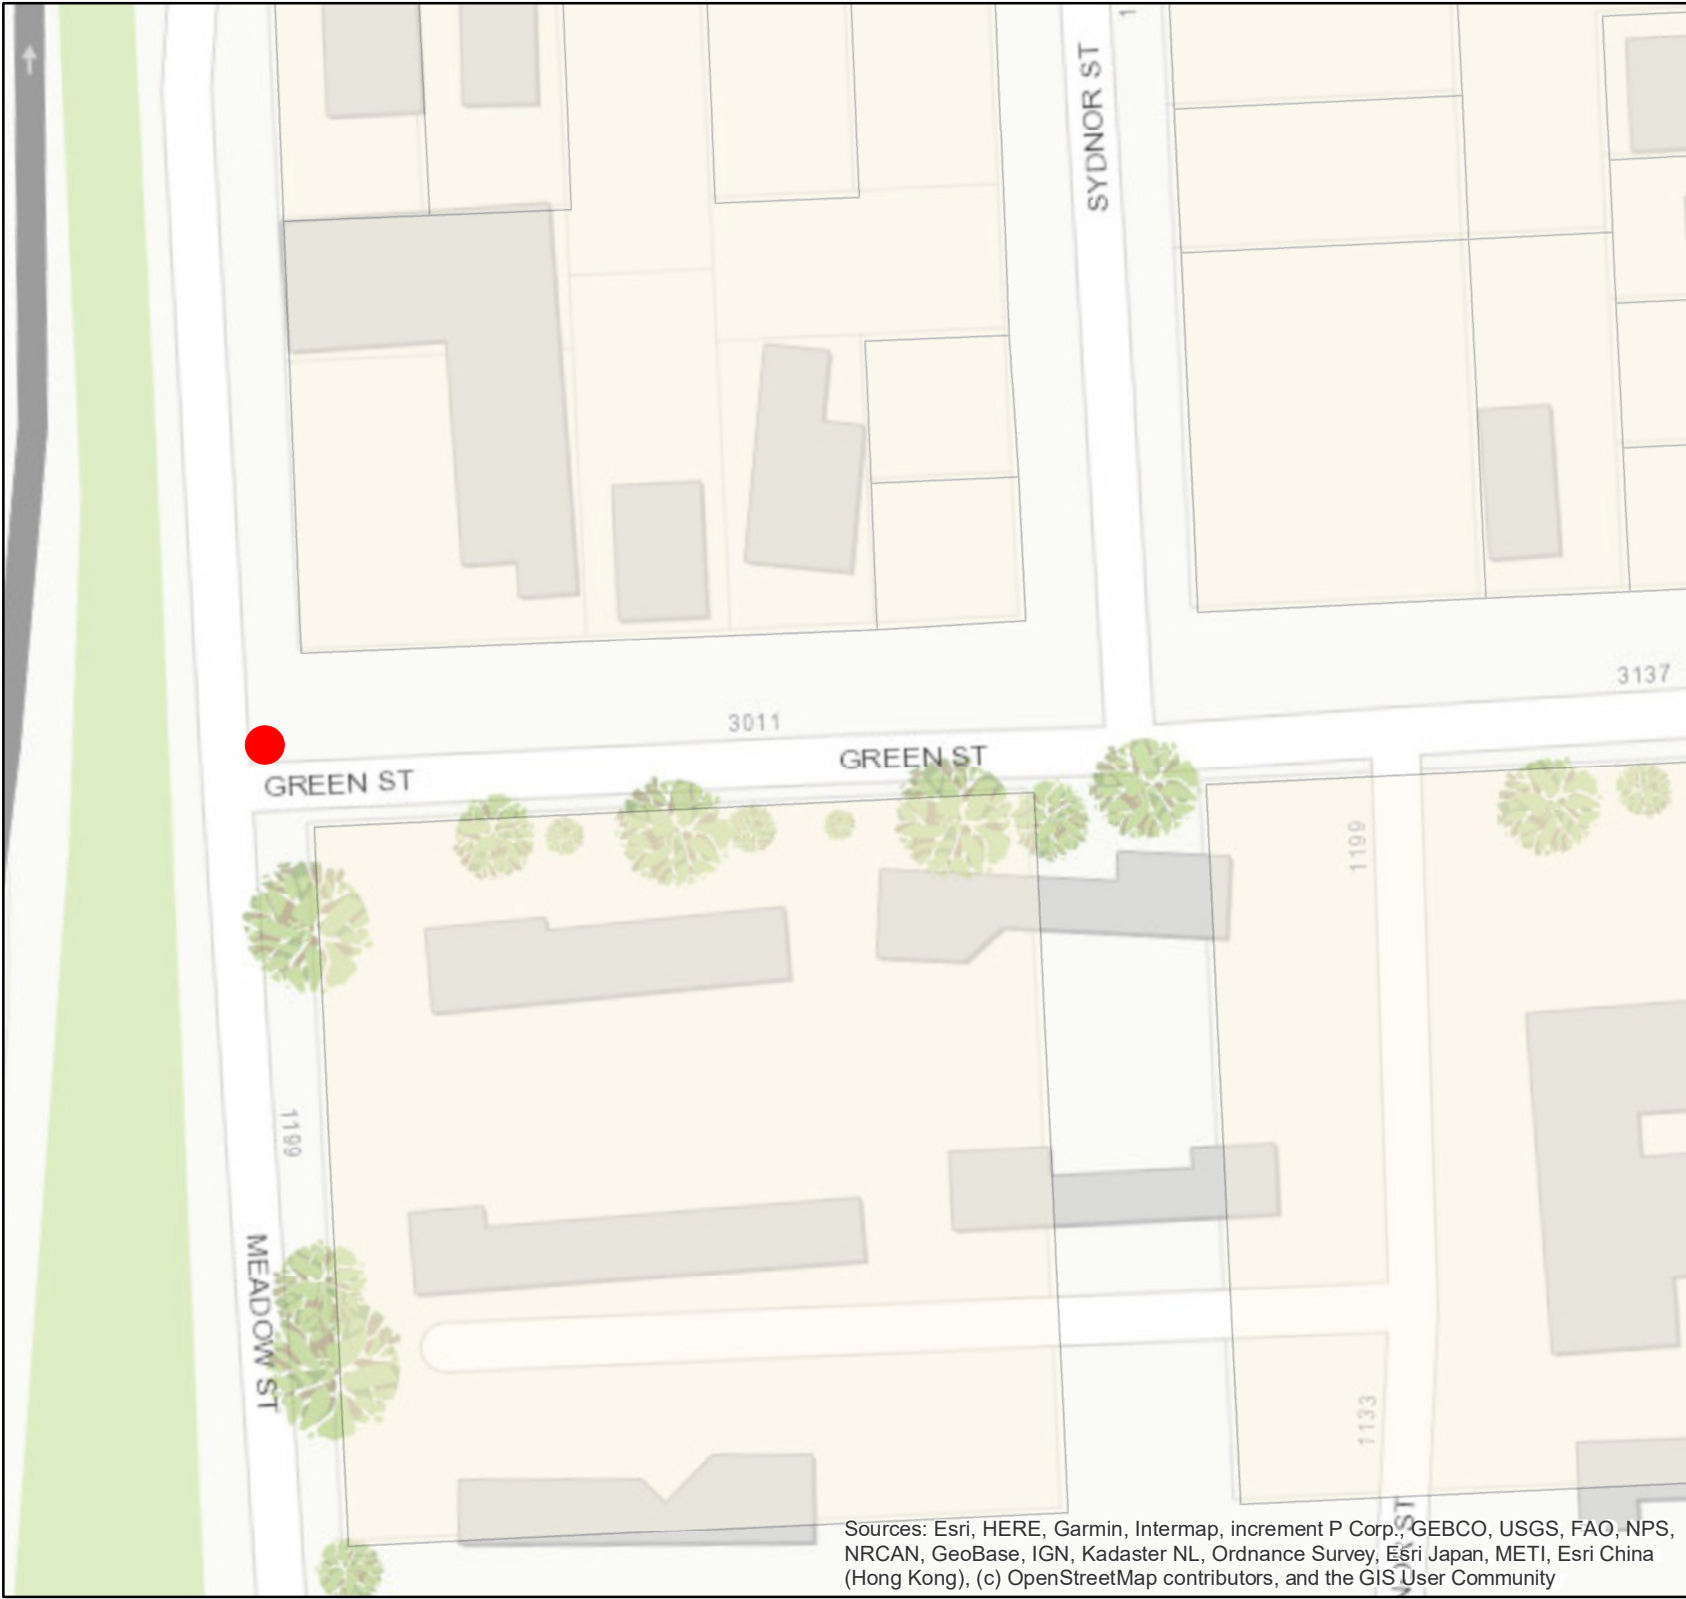 1
SYDNOR ST
3137
3011
GREEN ST
GREEN ST
1199
1199
MEADOW ST
1133
ST
Sources: Esri, HERE, Garmin, Intermap, increment P Corp., GEBCO, USGS, FAO, NPS,
NRCAN, GeoBase, IGN, Kadaster NL, Ordnance Survey, Esri Japan, METI, Esri China
(Hong Kong), (c) OpenStreetMap contributors, and the GIS User Community